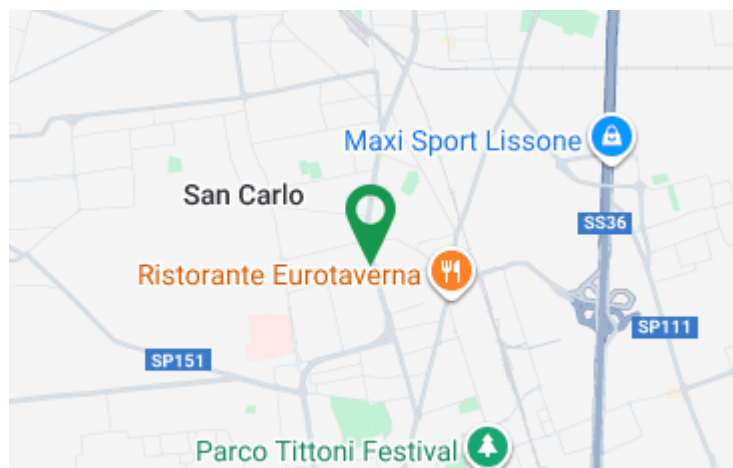 Maxi Sport Lissone
San Carlo
SS36
Ristorante Eurotaverna
SP111
SP151
Parco Tittoni Festival